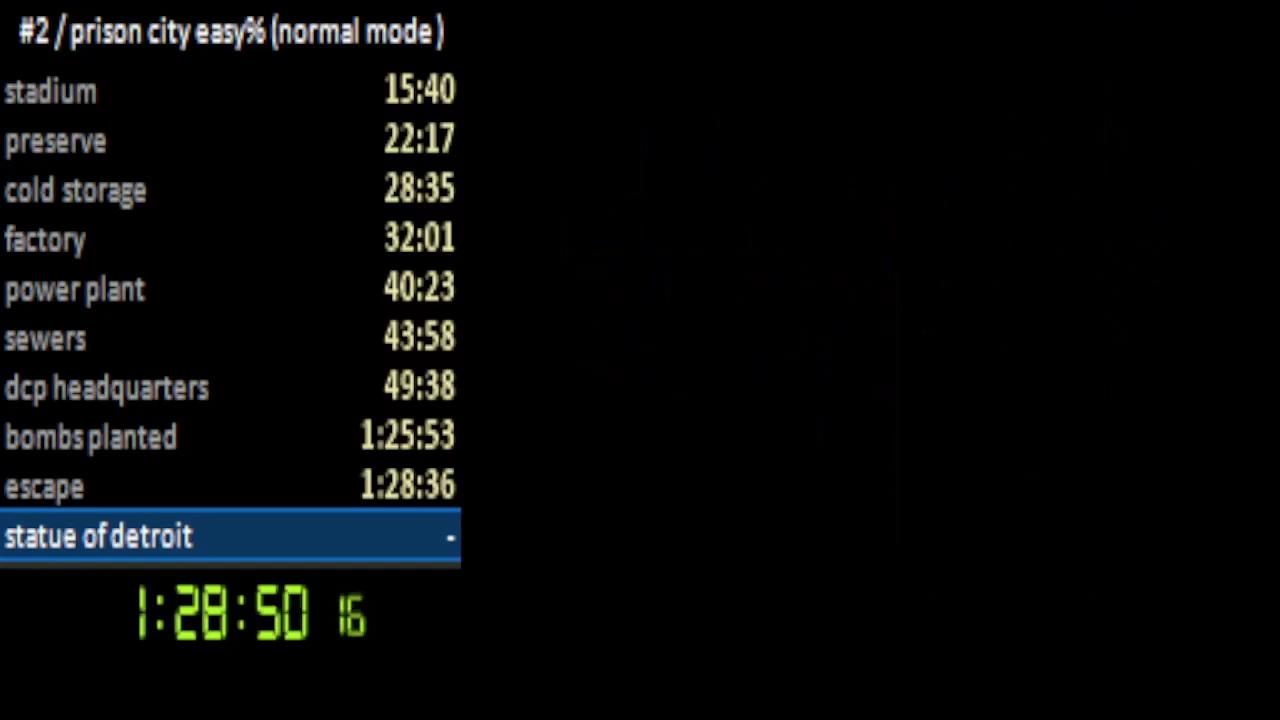 #2 / prison city easy% (normal mode)
stadium 15:40
preserve 22:17
cold storage 28:35
factory 32:01
power plant 40:23
sewers 43:58
dcp headquarters 49:38
bombs planted 1:25:53
escape 1:28:36
statue of detroit -
1:28:50 16